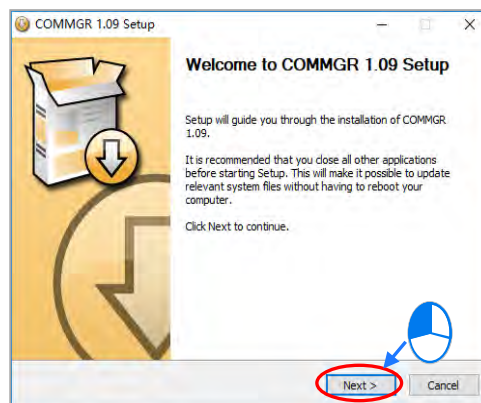 COMMGR 1.09 Setup
Welcome to COMMGR 1.09 Setup
Setup will guide you through the installation of COMMGR
1.09.
It is recommended that you close all other applications
before starting Setup. This will make it possible to update
relevant system files without having to reboot your
computer.
Click Next to continue.
Next >
Cancel